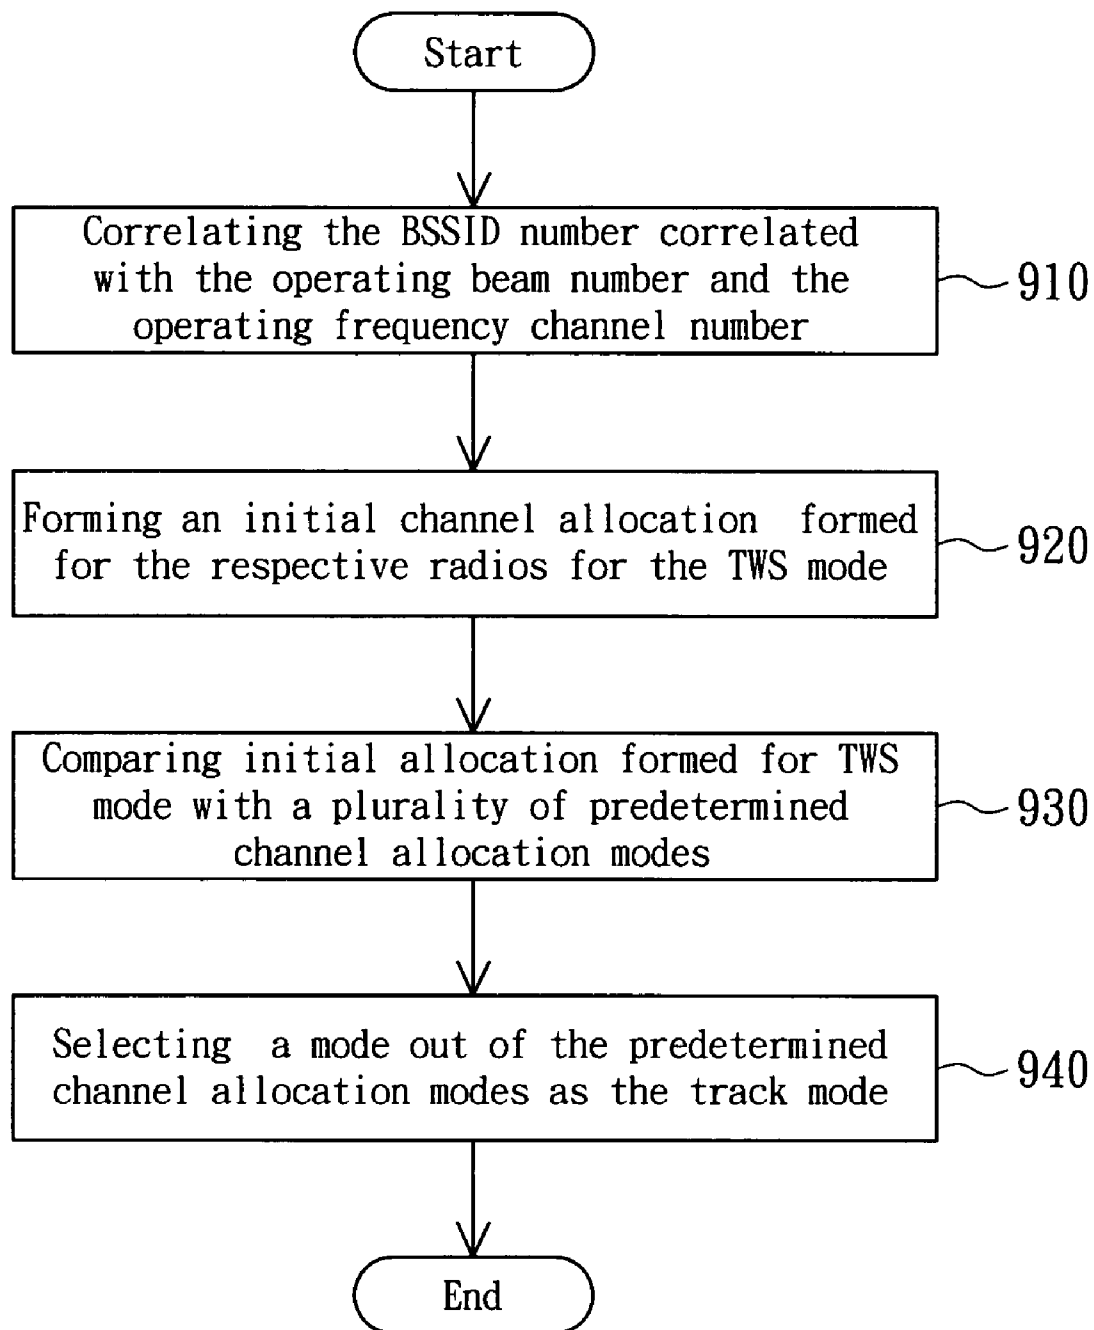 Start
Correlating the BSSID number correlated
with the operating beam number and the
operating frequency channel number
910
Forming an initial channel allocation formed
for the respective radios for the TWS mode
920
Comparing initial allocation formed for TWS
mode with a plurality of predetermined
channel allocation modes
930
Selecting a mode out of the predetermined
channel allocation modes as the track mode
940
End